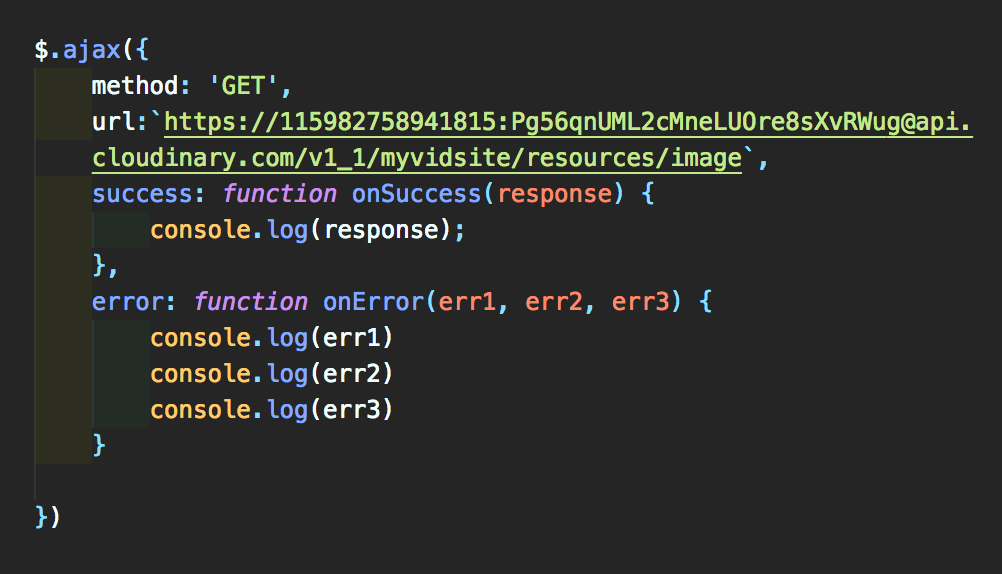 $.ajax({
    method: 'GET',
    url:`https://115982758941815:Pg56qnUML2cMneLU0re8sXvRWug@api.
    cloudinary.com/v1_1/myvidsite/resources/image`,
    success: function onSuccess(response) {
        console.log(response);
    },
    error: function onError(err1, err2, err3) {
        console.log(err1)
        console.log(err2)
        console.log(err3)
    }
})